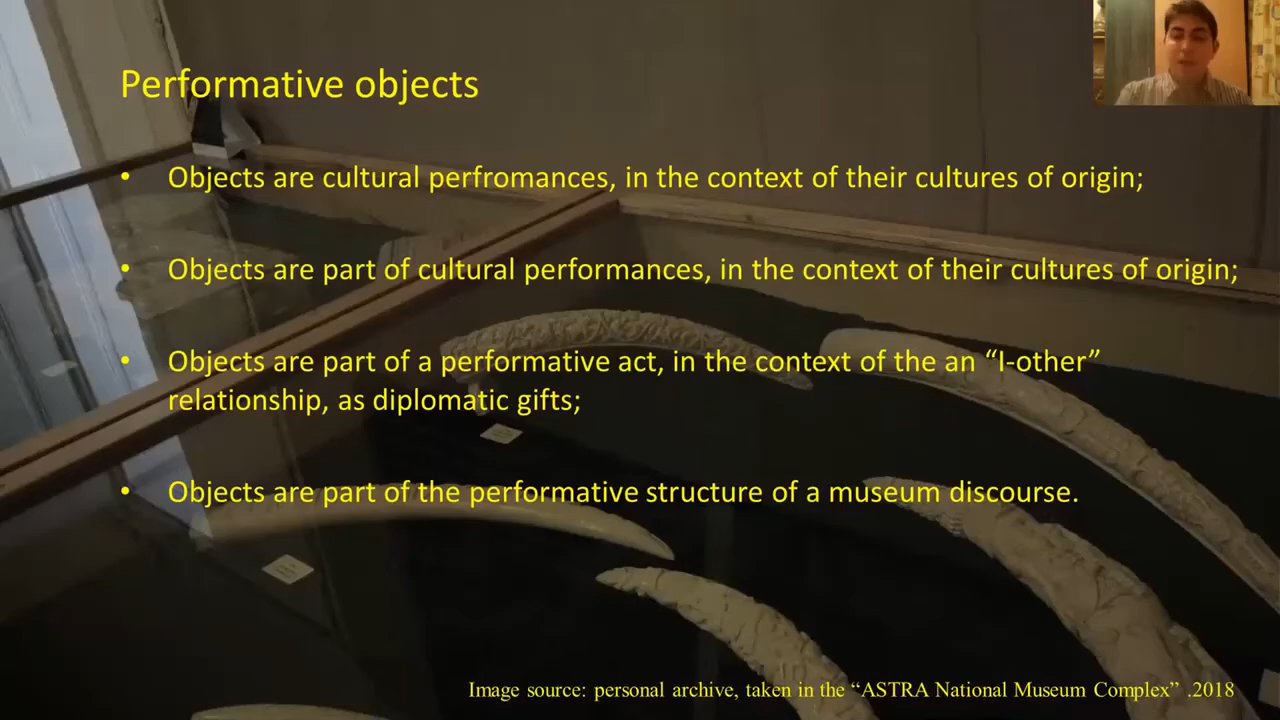 Performative objects
• Objects are cultural perfromances, in the context of their cultures of origin;
• Objects are part of cultural performances, in the context of their cultures of origin;
• Objects are part of a performative act, in the context of the an “I-other”
relationship, as diplomatic gifts;
• Objects are part of the performative structure of a museum discourse.
Image source: personal archive, taken in the “ASTRA National Museum Complex” .2018